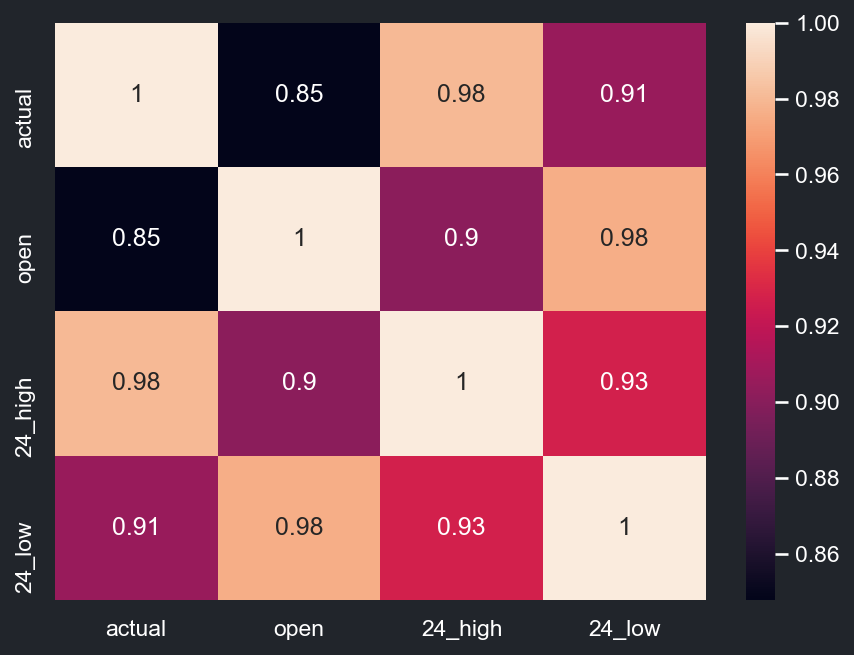 actual 1 0.85 0.98 0.91
open 0.85 1 0.9 0.98
24_high 0.98 0.9 1 0.93
24_low 0.91 0.98 0.93 1
actual open 24_high 24_low
1.00
0.98
0.96
0.94
0.92
0.90
0.88
0.86